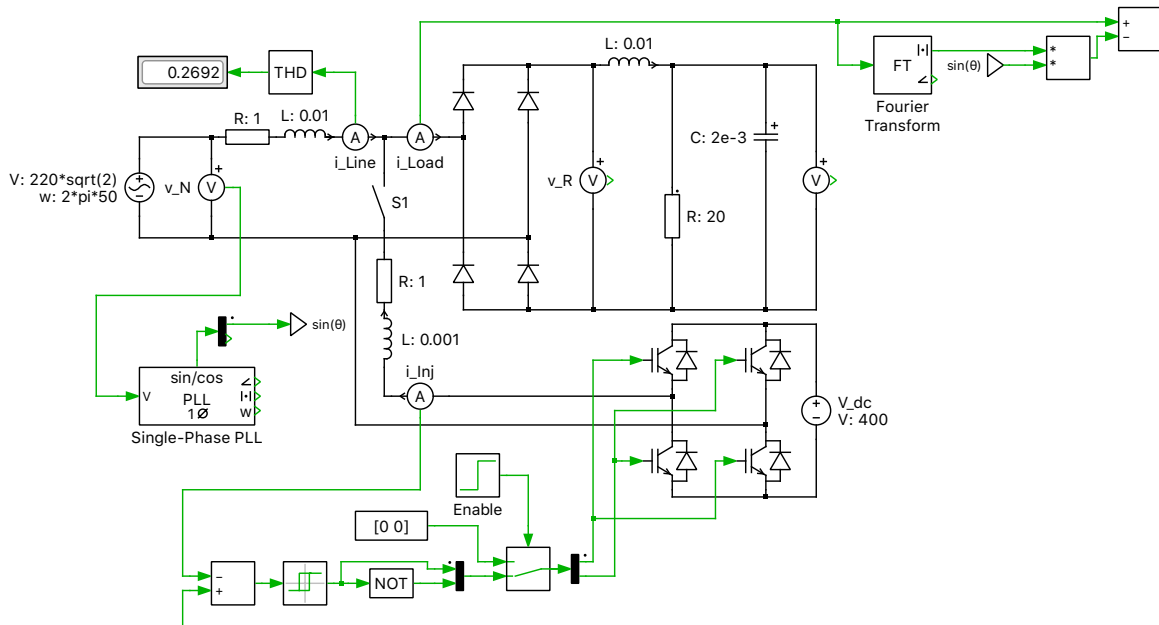 L: 0.01
+
−
0.2692
THD
FT
|•|
∠
sin(θ)
*
*
Fourier
Transform
R: 1
L: 0.01
A
i_Line
A
i_Load
C: 2e-3
+
V: 220*sqrt(2)
w: 2*pi*50
+
−
v_N
+
V
S1
v_R
+
V
R: 20
+
V
R: 1
L: 0.001
sin(θ)
i_Inj
A
sin/cos
V
PLL
1Ø
∠
|•|
w
Single-Phase PLL
+
−
V_dc
V: 400
Enable
[0 0]
−
+
NOT